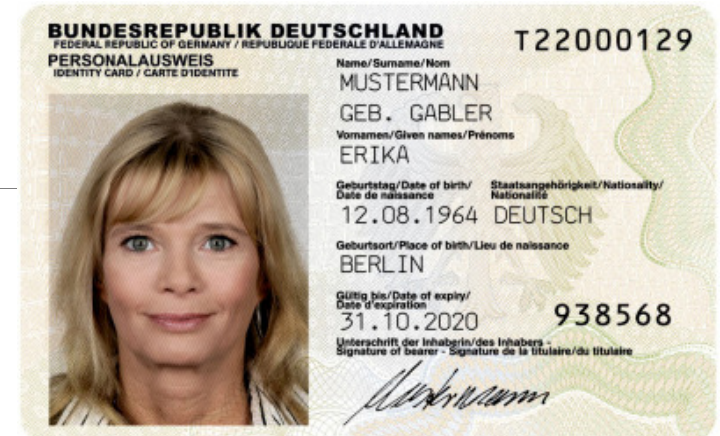 BUNDESREPUBLIK DEUTSCHLAND
FEDERAL REPUBLIC OF GERMANY / REPUBLIQUE FEDERALE D'ALLEMAGNE
PERSONALAUSWEIS
IDENTITY CARD / CARTE D'IDENTITE
T22000129
Name/Surname/Nom
MUSTERMANN
GEB. GABLER
Vornamen/Given names/Prénoms
ERIKA
Geburtstag/Date of birth/
Date de naissance
12.08.1964
Staatsangehörigkeit/Nationality/
Nationalité
DEUTSCH
Geburtsort/Place of birth/Lieu de naissance
BERLIN
Gültig bis/Date of expiry/
Date d'expiration
31.10.2020
938568
Unterschrift der Inhaberin/des Inhabers -
Signature of bearer - Signature de la titulaire/du titulaire
Mustermann